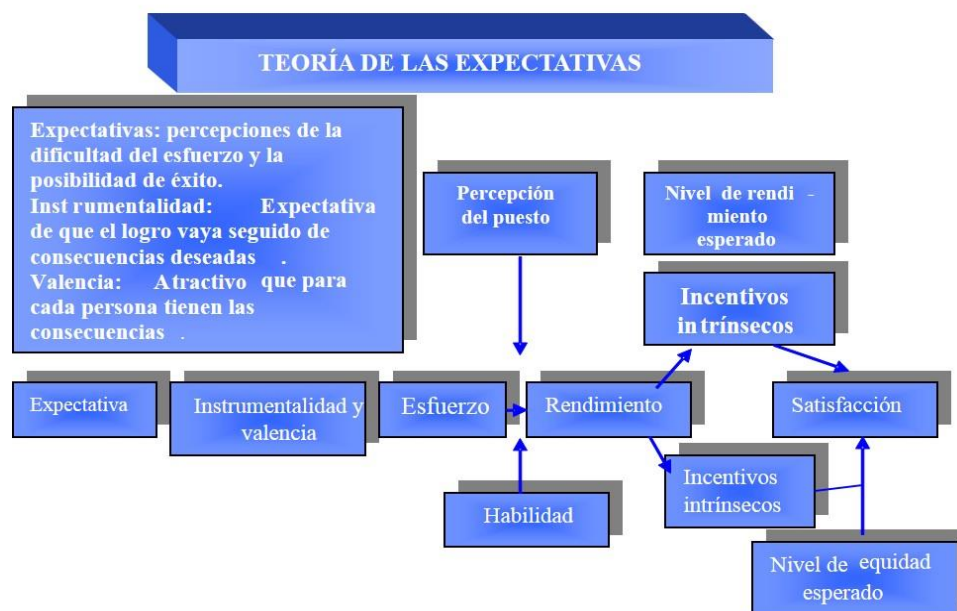 TEORÍA DE LAS EXPECTATIVAS
Expectativas: percepciones de la
dificultad del esfuerzo y la
posibilidad de éxito.
Inst rumentalidad: Expectativa
de que el logro vaya seguido de
consecuencias deseadas .
Valencia: Atractivo que para
cada persona tienen las
consecuencias .
Percepción
del puesto
Nivel de rendi -
miento
esperado
Incentivos
intrínsecos
Expectativa
Instrumentalidad y
valencia
Esfuerzo
Rendimiento
Satisfacción
Habilidad
Incentivos
intrínsecos
Nivel de equidad
esperado